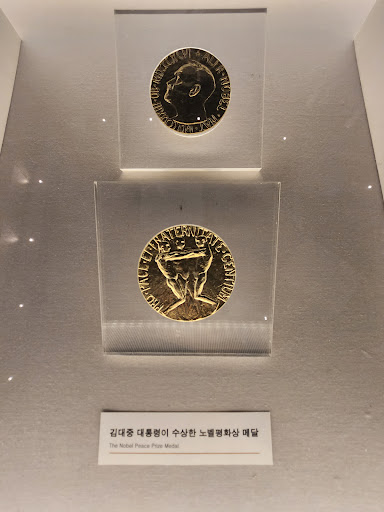 PRO·PACE·ET·FRATERNITATE·GENTIUM
김대중 대통령이 수상한 노벨평화상 메달
The Nobel Peace Prize Medal